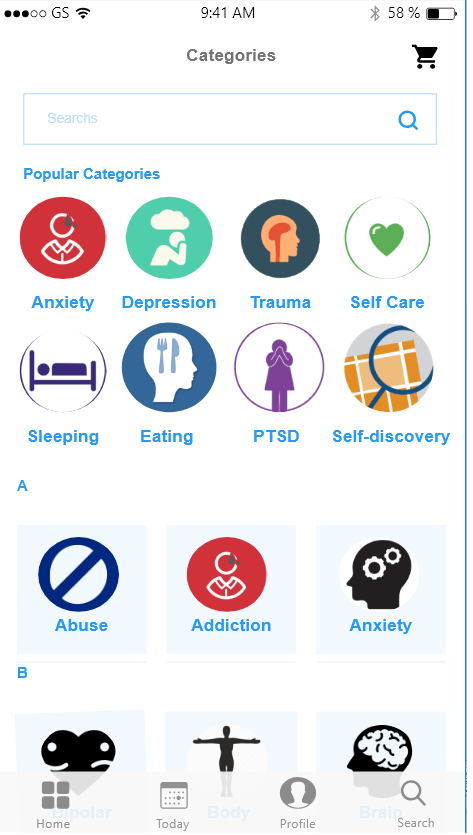 GS 9:41 AM 58 %
Categories
Searchs
Popular Categories
Anxiety Depression Trauma Self Care
Sleeping Eating PTSD Self-discovery
A
Abuse Addiction Anxiety
B
Bipolar Body Brain
Home Today Profile Search